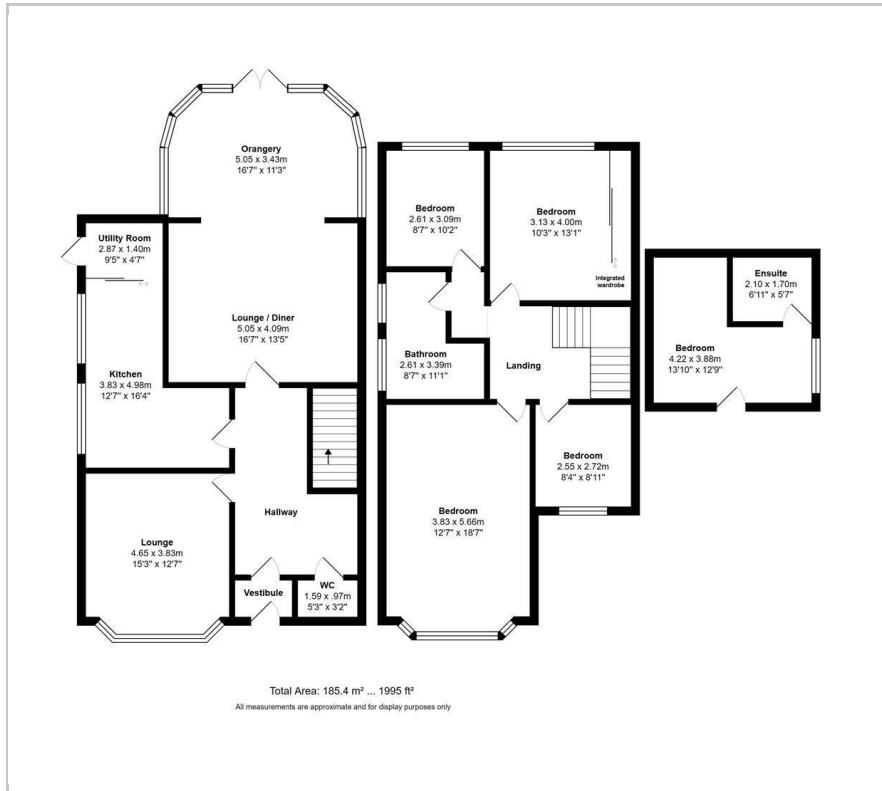 Orangery
5.05 x 3.43m
16'7" x 11'3"
Utility Room
2.87 x 1.40m
9'5" x 4'7"
Lounge / Diner
5.05 x 4.09m
16'7" x 13'5"
Kitchen
3.83 x 4.98m
12'7" x 16'4"
Hallway
Lounge
4.65 x 3.83m
15'3" x 12'7"
Vestibule
WC
1.59 x .97m
5'3" x 3'2"
Bedroom
2.61 x 3.09m
8'7" x 10'2"
Bedroom
3.13 x 4.00m
10'3" x 13'1"
Integrated
wardrobe
Bathroom
2.61 x 3.39m
8'7" x 11'1"
Landing
Bedroom
3.83 x 5.66m
12'7" x 18'7"
Bedroom
2.55 x 2.72m
8'4" x 8'11"
Ensuite
2.10 x 1.70m
6'11" x 5'7"
Bedroom
4.22 x 3.88m
13'10" x 12'9"
Total Area: 185.4 m² ... 1995 ft²
All measurements are approximate and for display purposes only